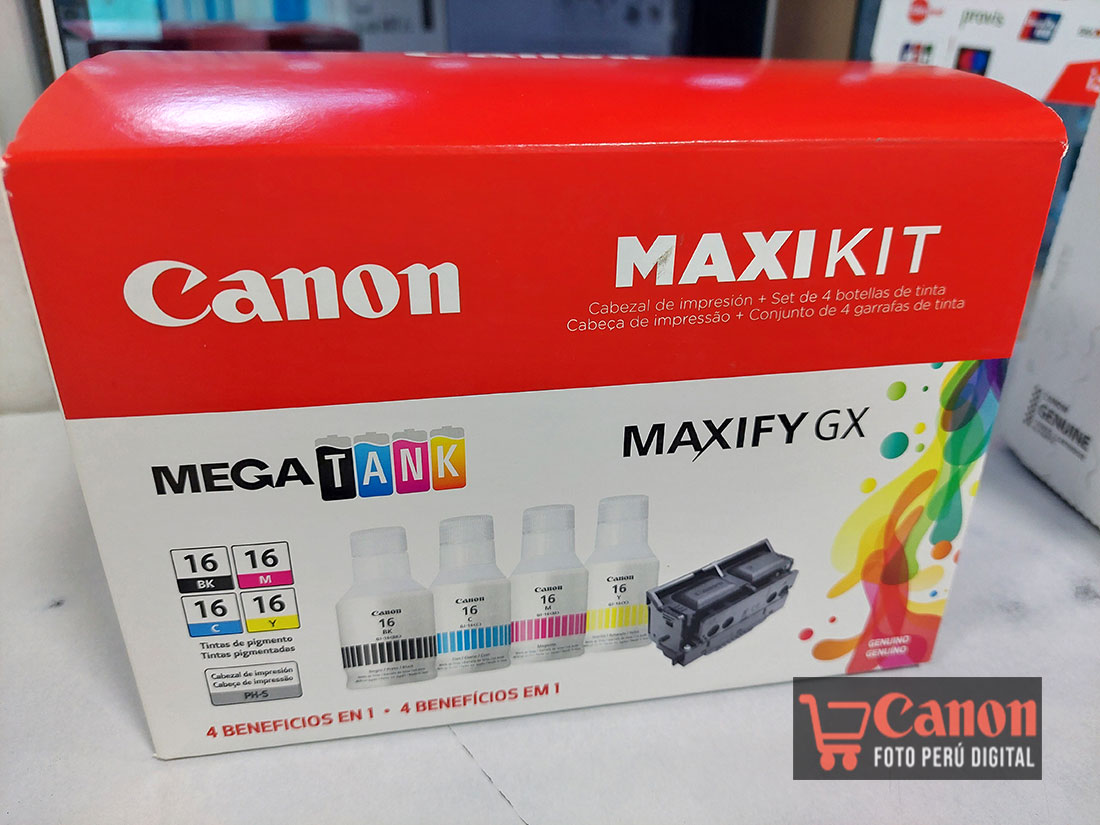 provis
Canon
MAXIKIT
Cabezal de impresión + Set de 4 botellas de tinta
Cabeça de impressão + Conjunto de 4 garrafas de tinta
MEGATANK
MAXIFY GX
16 BK
16 M
16 C
16 Y
Tintas de pigmento
Tintas pigmentadas
Cabezal de impresión
Cabeça de impressão
PH-5
Canon
16
BK
Canon
16
C
Canon
16
M
Canon
16
Y
GENUINO
GENUINO
4 BENEFICIOS EN 1 • 4 BENEFÍCIOS EM 1
GENUINE
Canon
FOTO PERÚ DIGITAL